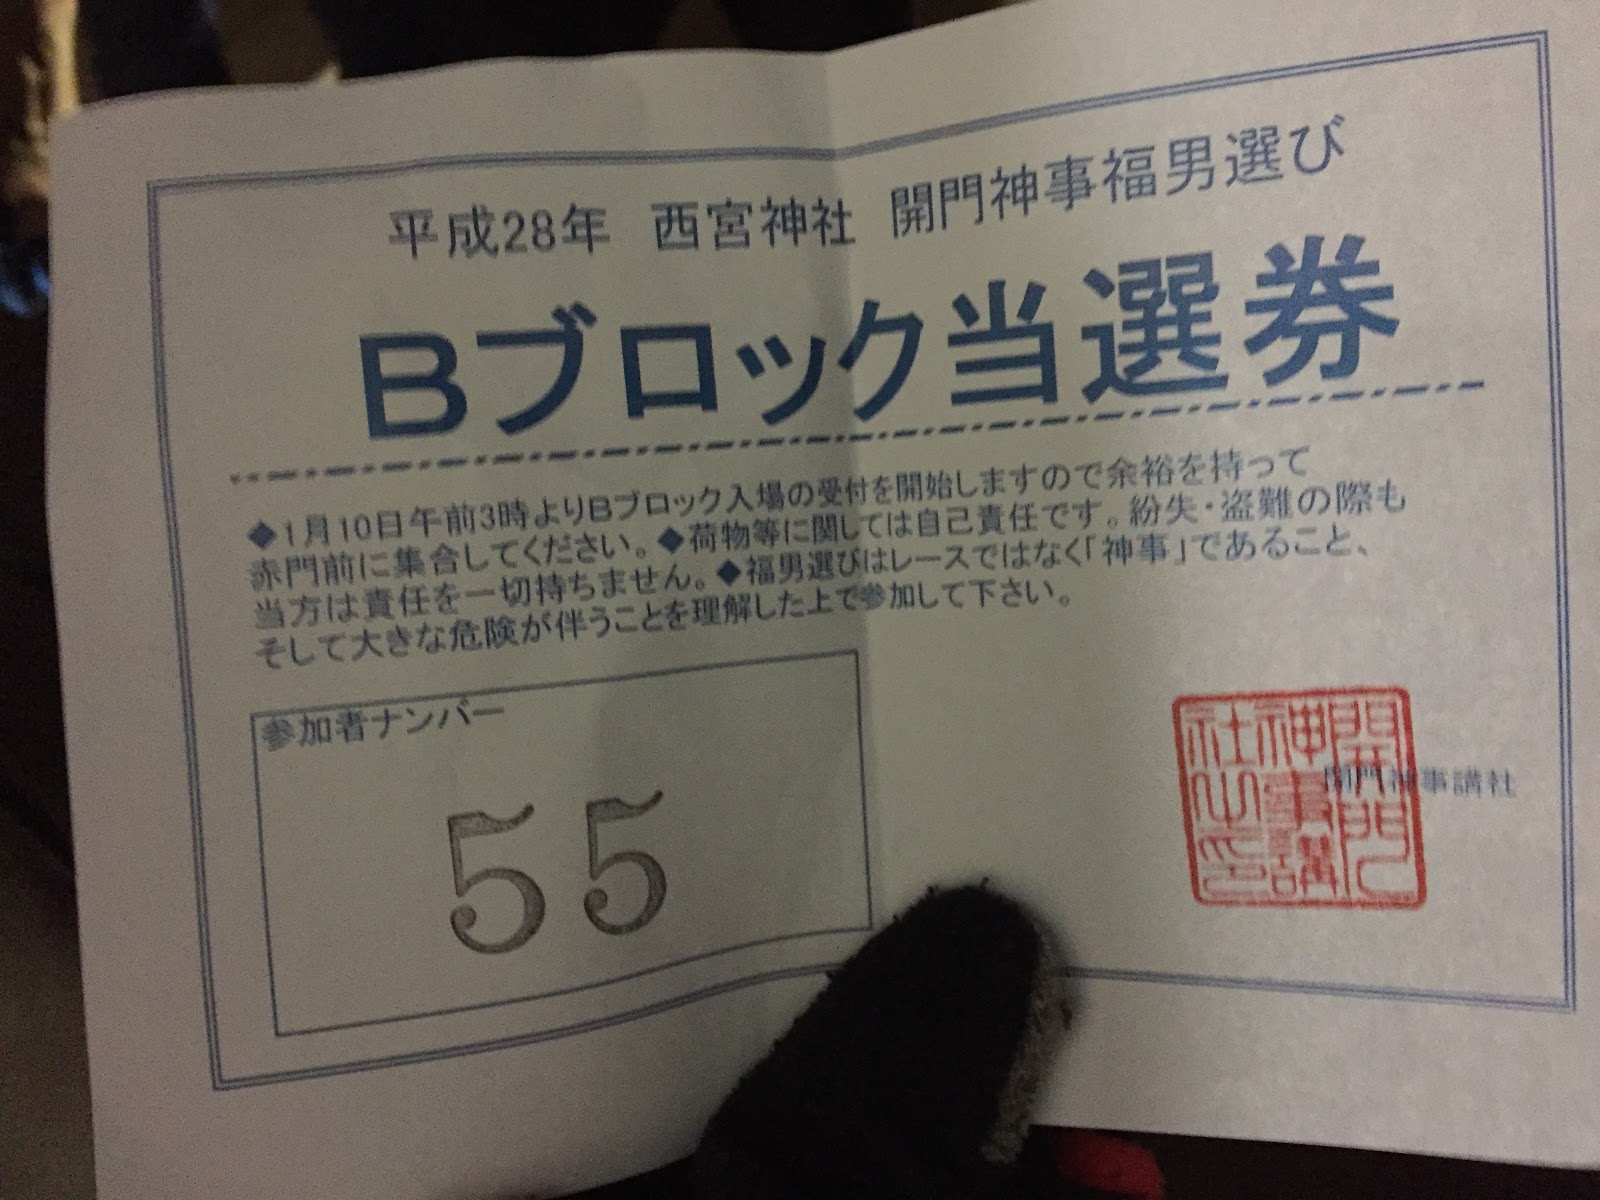 平成28年 西宮神社 開門神事福男選び
Bブロック当選券
◆1月10日午前3時よりBブロック入場の受付を開始しますので余裕を持って
赤門前に集合してください。◆荷物等に関しては自己責任です。紛失・盗難の際も
当方は責任を一切持ちません。◆福男選びはレースではなく「神事」であること、
そして大きな危険が伴うことを理解した上で参加して下さい。
参加者ナンバー
55
開門神事講社
開門神事講社之印